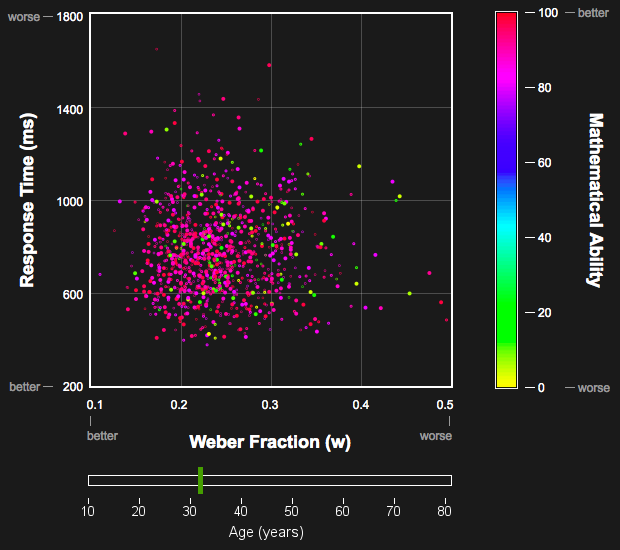 worse — 1800
1400
1000
600
better — 200
Response Time (ms)
0.1 0.2 0.3 0.4 0.5
better worse
Weber Fraction (w)
10 20 30 40 50 60 70 80
Age (years)
100 — better
80
60
40
20
0 — worse
Mathematical Ability